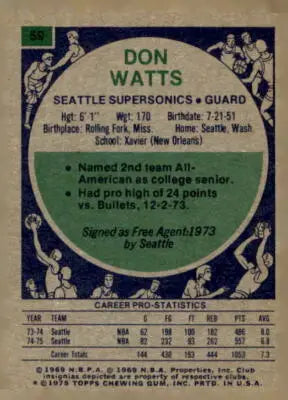 59
DON
WATTS
SEATTLE SUPERSONICS • GUARD
Hgt: 6' 1" Wgt: 170 Birthdate: 7-21-51
Birthplace: Rolling Fork, Miss. Home: Seattle, Wash
School: Xavier (New Orleans)
• Named 2nd team All-
American as college senior.
• Had pro high of 24 points
vs. Bullets, 12-2-73.
Signed as Free Agent:1973
by Seattle
CAREER PRO-STATISTICS
YEAR TEAM G FG FT REB PTS AVG
73-74 Seattle NBA 62 198 100 182 496 8.0
74-75 Seattle NBA 82 232 93 262 557 6.8
Career Totals 144 430 193 444 1053 7.3
© 1969 N.B.P.A. © 1969 N.B.A. Properties, Inc. Club
insignias depicted are property of respective clubs.
★ © 1975 TOPPS CHEWING GUM, INC. PRTD. IN U.S.A.